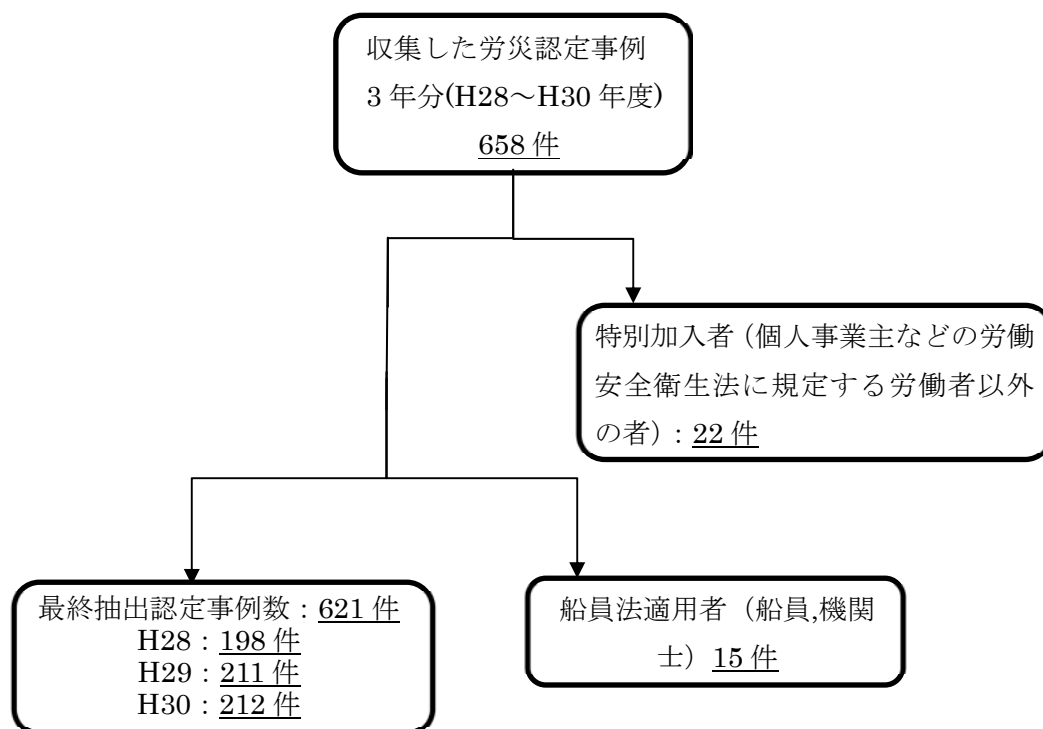 収集した労災認定事例
3 年分(H28～H30 年度)
658 件
特別加入者（個人事業主などの労働
安全衛生法に規定する労働者以外
の者）：22 件
最終抽出認定事例数：621 件
H28：198 件
H29：211 件
H30：212 件
船員法適用者（船員,機関
士）15 件